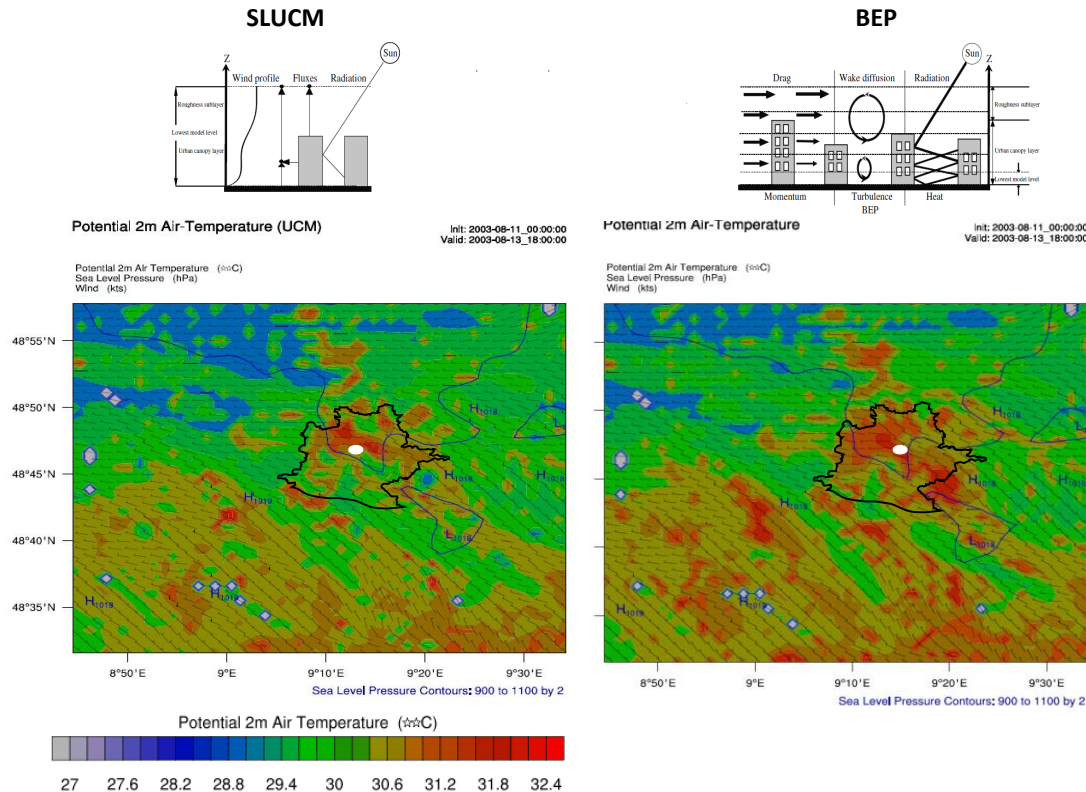 SLUCM
BEP
Sun
Z
Wind profile Fluxes Radiation
Roughness sublayer
Lowest model level
Urban canopy layer
Sun
Z
Drag Wake diffusion Radiation
Roughness sublayer
Urban canopy layer
Lowest model level
Momentum Turbulence Heat
BEP
Potential 2m Air-Temperature (UCM)
Init: 2003-08-11_00:00:00
Valid: 2003-08-13_18:00:00
Potential 2m Air Temperature (☆☆C)
Sea Level Pressure (hPa)
Wind (kts)
48°55'N
48°50'N
48°45'N
48°40'N
48°35'N
H1018
L
H1018
H1018
H1019
L1018
H1019
H1019
8°50'E 9°E 9°10'E 9°20'E 9°30'E
Sea Level Pressure Contours: 900 to 1100 by 2
Potential 2m Air-Temperature
Init: 2003-08-11_00:00:00
Valid: 2003-08-13_18:00:00
Potential 2m Air Temperature (☆☆C)
Sea Level Pressure (hPa)
Wind (kts)
H1018
L
H1018
H1018
H1019
L1018
H1019
H1019
8°50'E 9°E 9°10'E 9°20'E 9°30'E
Sea Level Pressure Contours: 900 to 1100 by 2
Potential 2m Air Temperature (☆☆C)
27 27.6 28.2 28.8 29.4 30 30.6 31.2 31.8 32.4